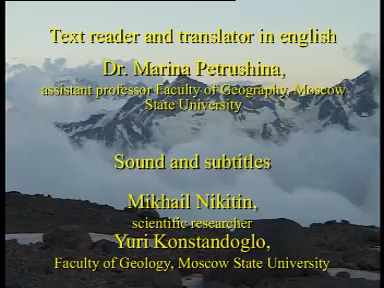 Text reader and translator in english
Dr. Marina Petrushina,
assistant professor Faculty of Geography, Moscow
State University
Sound and subtitles
Mikhail Nikitin,
scientific researcher
Yuri Konstandoglo,
Faculty of Geology, Moscow State University